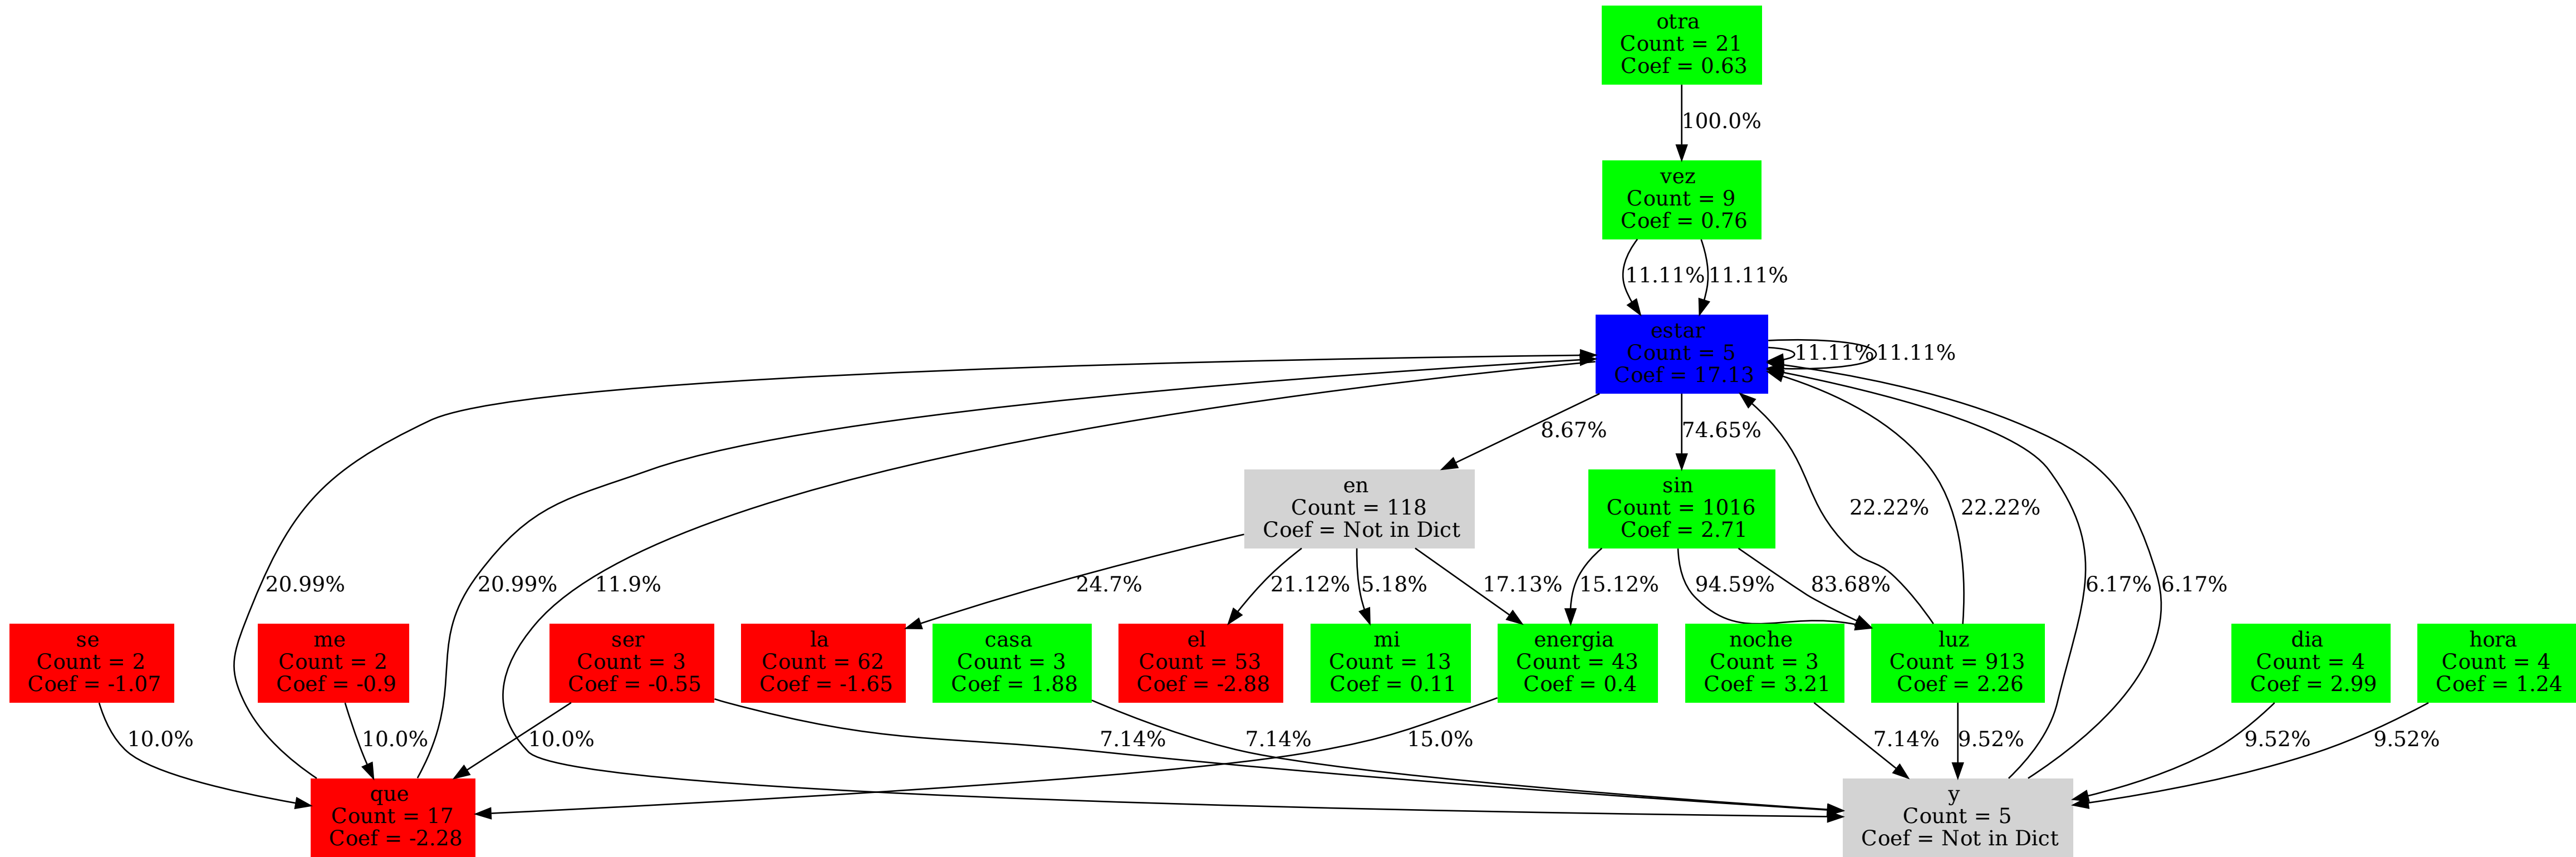 otra
Count = 21
Coef = 0.63
100.0%
vez
Count = 9
Coef = 0.76
11.11%
11.11%
estar
Count = 5
Coef = 17.13
11.11%
11.11%
8.67%
74.65%
en
Count = 118
Coef = Not in Dict
sin
Count = 1016
Coef = 2.71
22.22%
22.22%
20.99%
20.99%
11.9%
24.7%
21.12%
5.18%
17.13%
15.12%
94.59%
83.68%
6.17%
6.17%
se
Count = 2
Coef = -1.07
me
Count = 2
Coef = -0.9
ser
Count = 3
Coef = -0.55
la
Count = 62
Coef = -1.65
casa
Count = 3
Coef = 1.88
el
Count = 53
Coef = -2.88
mi
Count = 13
Coef = 0.11
energia
Count = 43
Coef = 0.4
noche
Count = 3
Coef = 3.21
luz
Count = 913
Coef = 2.26
dia
Count = 4
Coef = 2.99
hora
Count = 4
Coef = 1.24
10.0%
10.0%
10.0%
7.14%
7.14%
15.0%
7.14%
9.52%
9.52%
9.52%
que
Count = 17
Coef = -2.28
y
Count = 5
Coef = Not in Dict